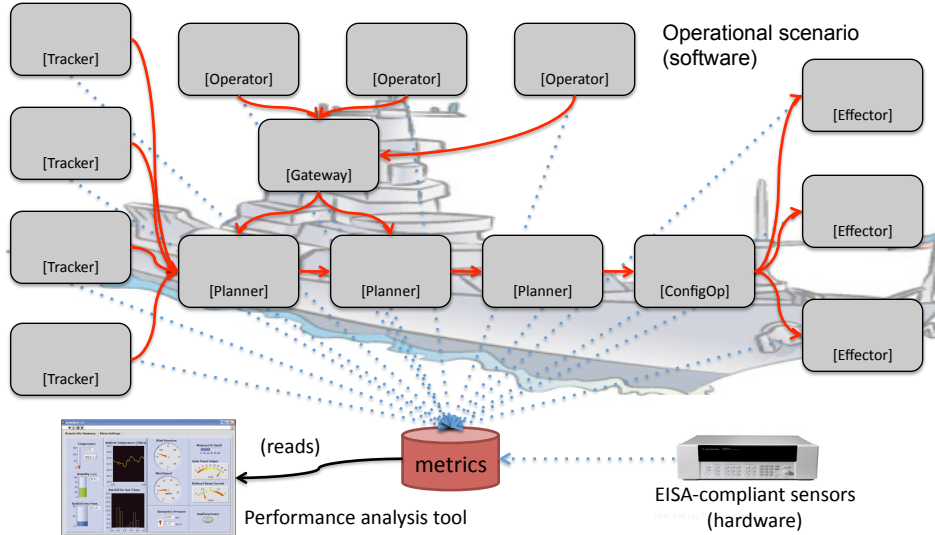 Operational scenario
(software)
[Tracker]
[Operator]
[Operator]
[Operator]
[Effector]
[Tracker]
[Gateway]
[Effector]
[Tracker]
[Planner]
[Planner]
[Planner]
[ConfigOp]
[Effector]
[Tracker]
(reads)
metrics
EISA-compliant sensors
(hardware)
Performance analysis tool